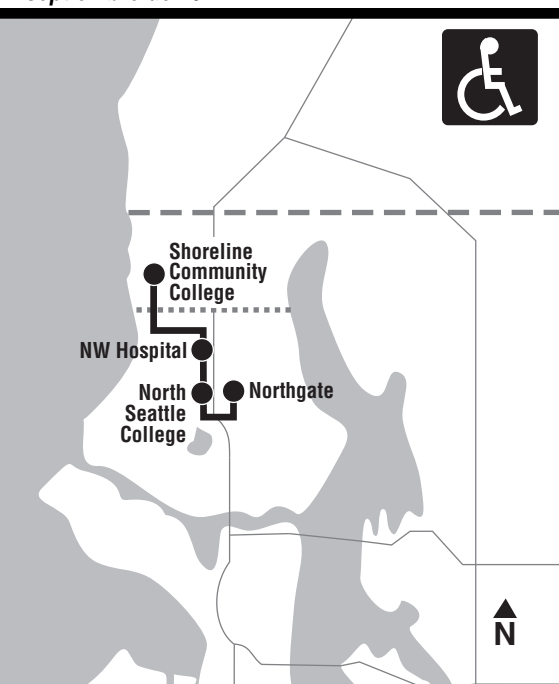 Shoreline
Community
College
NW Hospital
North
Seattle
College
Northgate
N